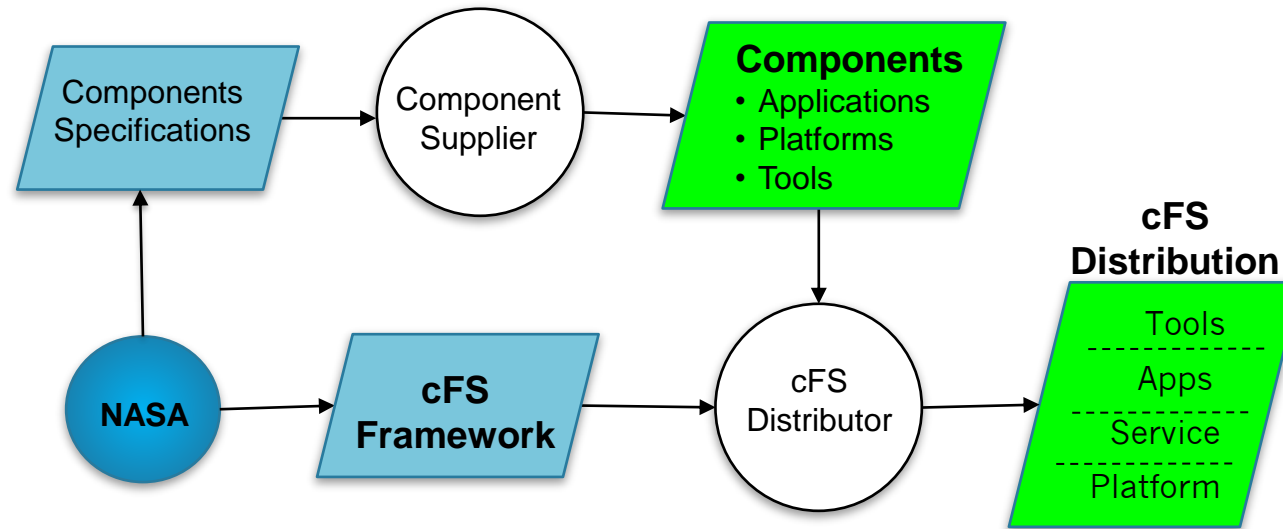 Components
Specifications
Component
Supplier
Components
• Applications
• Platforms
• Tools
NASA
cFS
Framework
cFS
Distributor
cFS
Distribution
Tools
Apps
Service
Platform